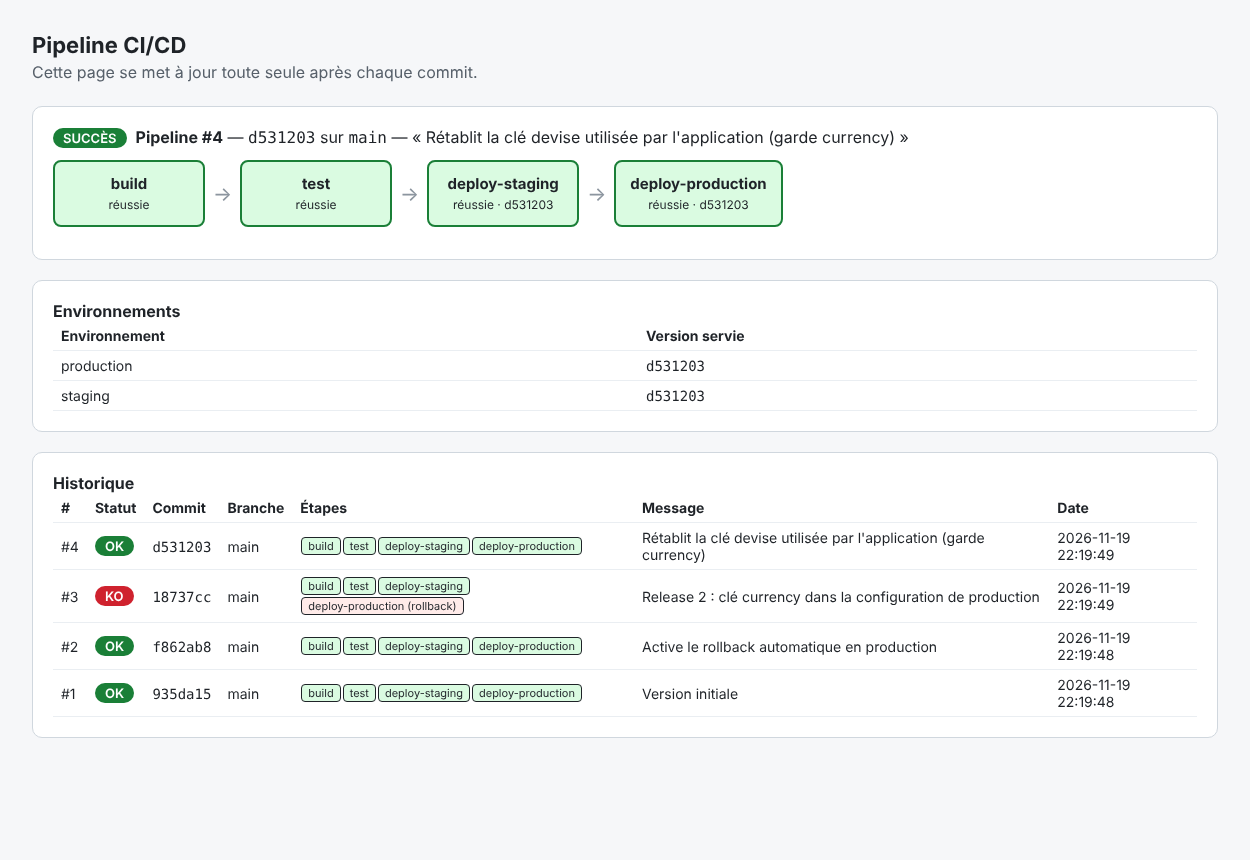 Pipeline CI/CD
Cette page se met à jour toute seule après chaque commit.
SUCCÈS Pipeline #4 — d531203 sur main — « Rétablit la clé devise utilisée par l'application (garde currency) »
build → test → deploy-staging → deploy-production
réussie réussie réussie · d531203 réussie · d531203
Environnements
Environnement Version servie
production d531203
staging d531203
Historique
# Statut Commit Branche Étapes Message Date
#4 OK d531203 main build test deploy-staging deploy-production Rétablit la clé devise utilisée par l'application (garde 2026-11-19
currency) 22:19:49
#3 KO 18737cc main build test deploy-staging Release 2 : clé currency dans la configuration de production 2026-11-19
deploy-production (rollback) 22:19:49
#2 OK f862ab8 main build test deploy-staging deploy-production Active le rollback automatique en production 2026-11-19
22:19:48
#1 OK 935da15 main build test deploy-staging deploy-production Version initiale 2026-11-19
22:19:48